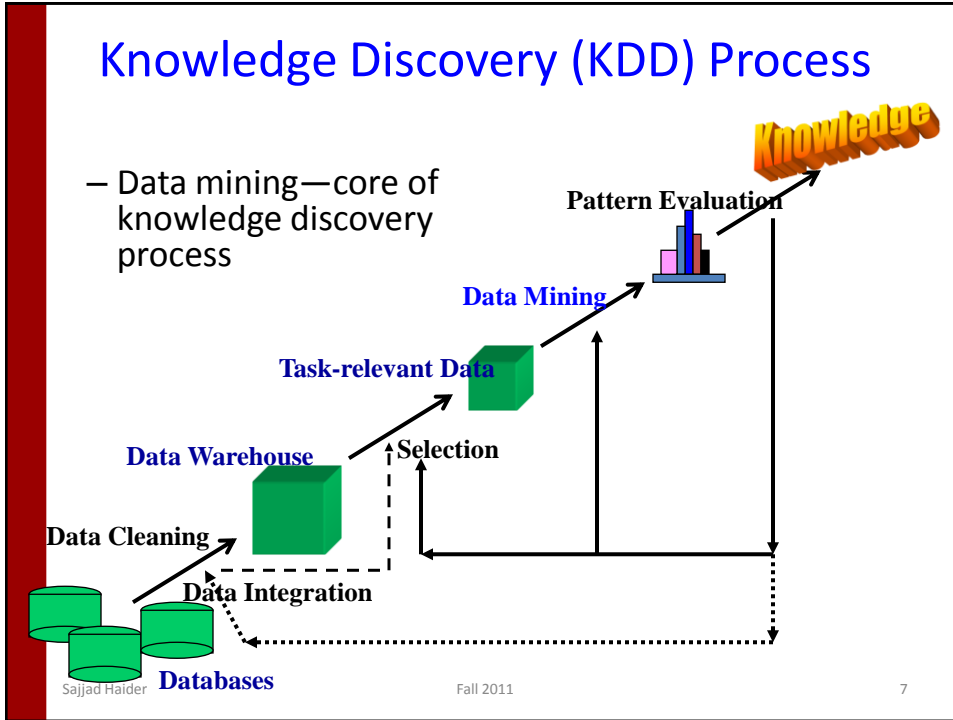 Knowledge Discovery (KDD) Process
Knowledge
– Data mining—core of
knowledge discovery
process
Pattern Evaluation
Data Mining
Task-relevant Data
Data Warehouse
Selection
Data Cleaning
Data Integration
Databases
Sajjad Haider
Fall 2011
7